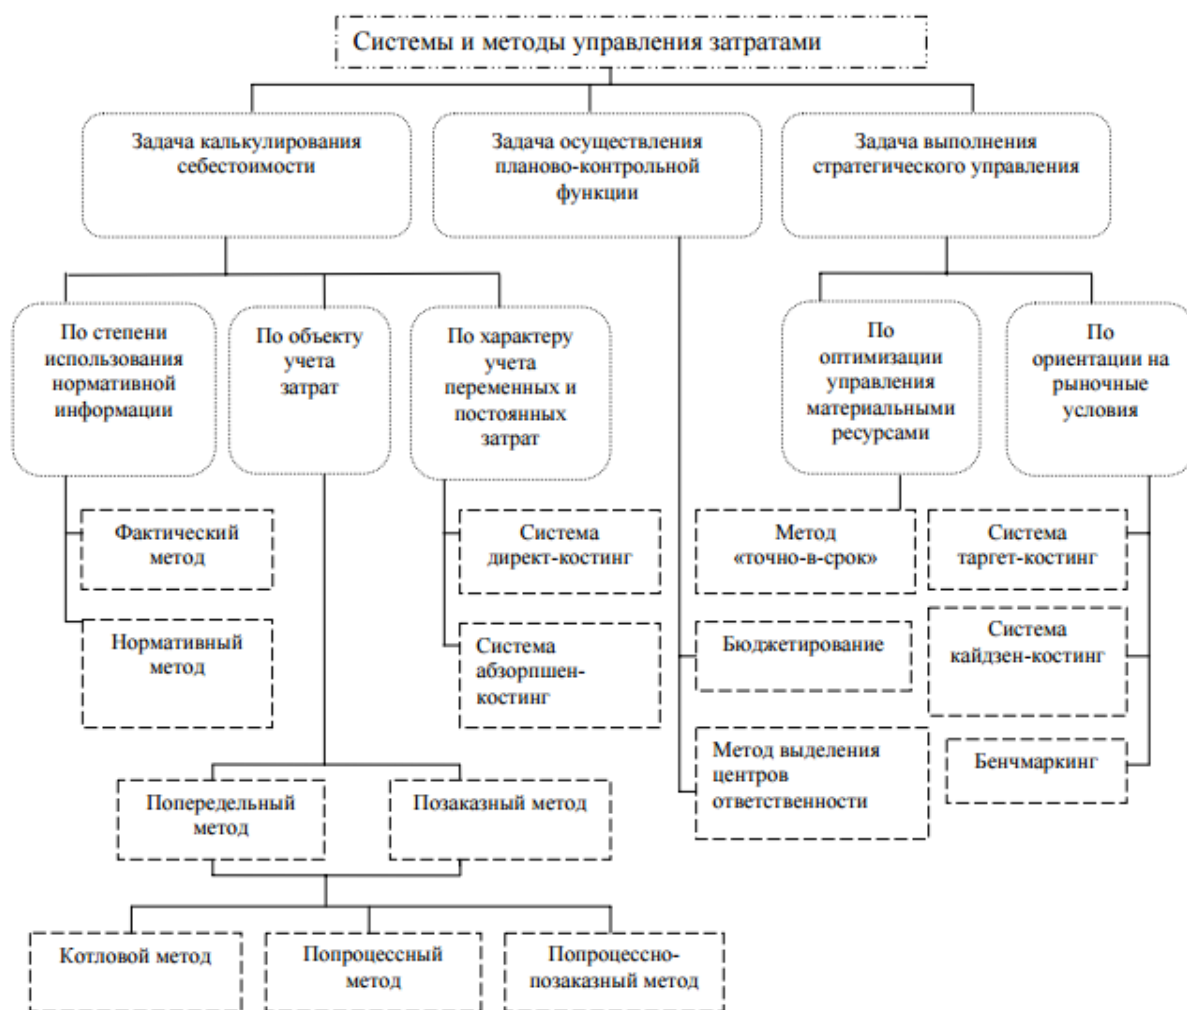 Системы и методы управления затратами
Задача калькулирования
себестоимости
Задача осуществления
планово-контрольной
функции
Задача выполнения
стратегического управления
По степени
использования
нормативной
информации
По объекту
учета
затрат
По характеру
учета
переменных и
постоянных
затрат
По
оптимизации
управления
материальными
ресурсами
По
ориентации на
рыночные
условия
Фактический
метод
Система
директ-костинг
Метод
«точно-в-срок»
Система
таргет-костинг
Нормативный
метод
Система
абзорпшен-
костинг
Бюджетирование
Система
кайдзен-костинг
Метод выделения
центров
ответственности
Бенчмаркинг
Попередельный
метод
Позаказный метод
Котловой метод
Попроцессный
метод
Попроцессно-
позаказный метод